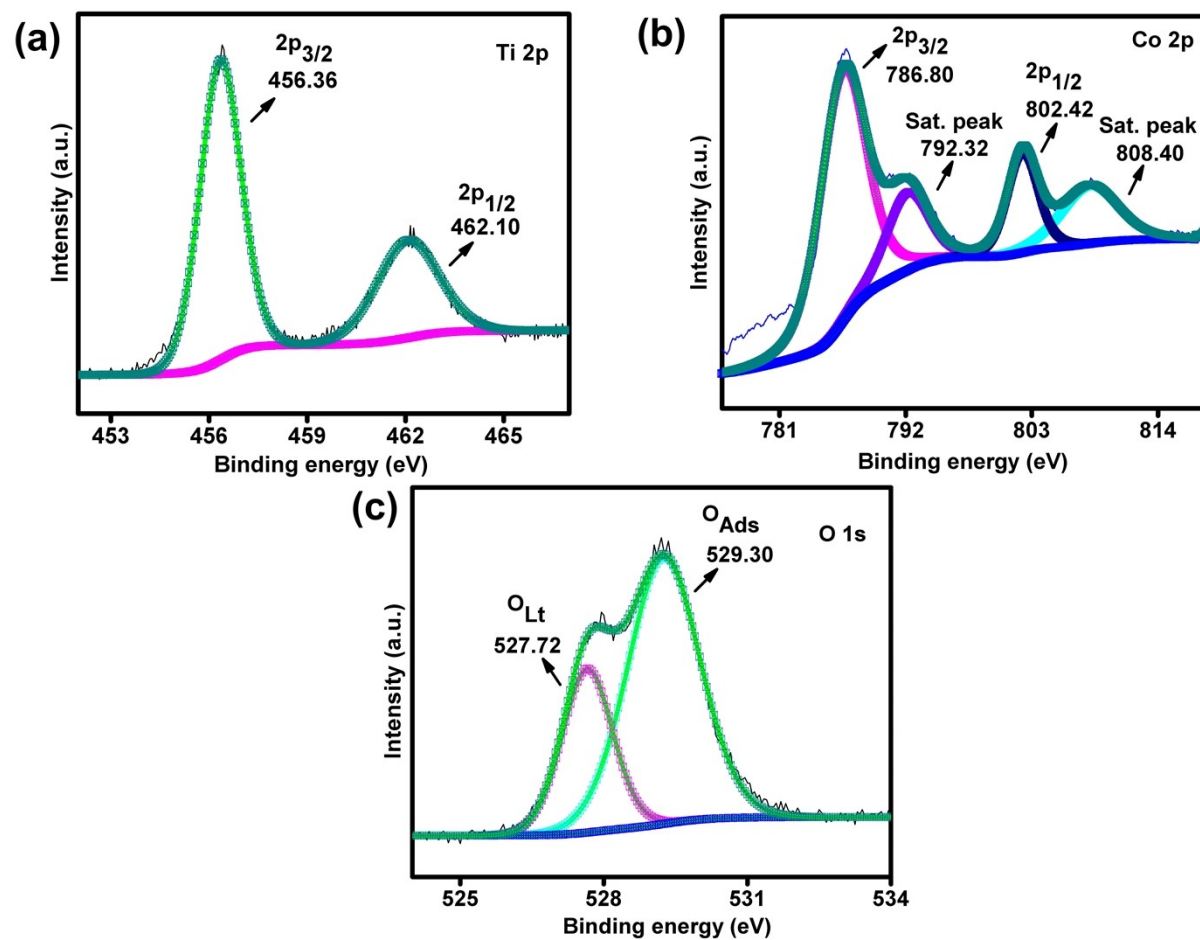 (a)
Ti 2p
2p3/2
456.36
2p1/2
462.10
Intensity (a.u.)
453 456 459 462 465
Binding energy (eV)
(b)
Co 2p
2p3/2
786.80
Sat. peak
792.32
2p1/2
802.42
Sat. peak
808.40
Intensity (a.u.)
781 792 803 814
Binding energy (eV)
(c)
O 1s
OLt
527.72
OAds
529.30
Intensity (a.u.)
525 528 531 534
Binding energy (eV)